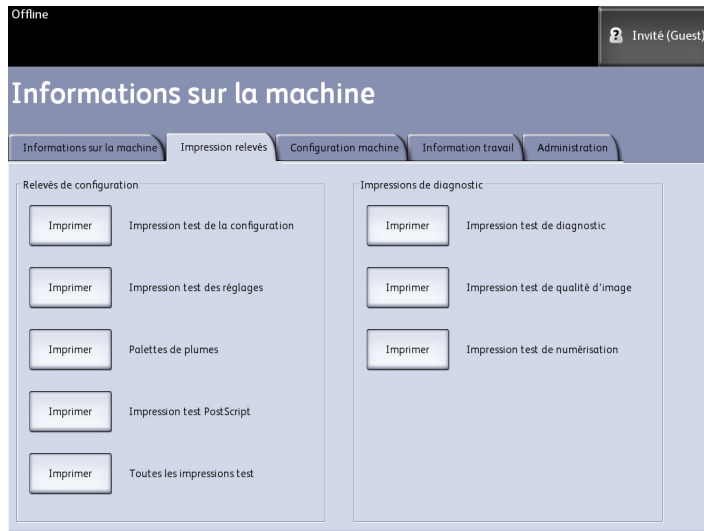 Offline
Invité (Guest)
Informations sur la machine
Informations sur la machine
Impression relevés
Configuration machine
Information travail
Administration
Relevés de configuration
Imprimer
Impression test de la configuration
Imprimer
Impression test des réglages
Imprimer
Palettes de plumes
Imprimer
Impression test PostScript
Imprimer
Toutes les impressions test
Impressions de diagnostic
Imprimer
Impression test de diagnostic
Imprimer
Impression test de qualité d'image
Imprimer
Impression test de numérisation